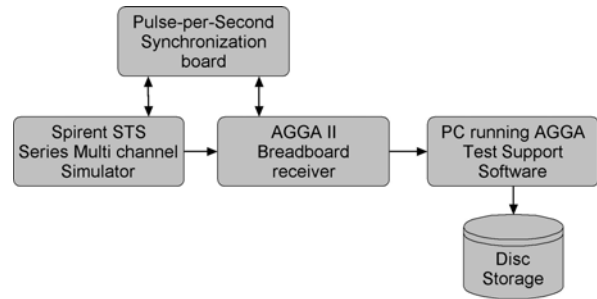 Pulse-per-Second
Synchronization
board
Spirent STS
Series Multi channel
Simulator
AGGA II
Breadboard
receiver
PC running AGGA
Test Support
Software
Disc
Storage